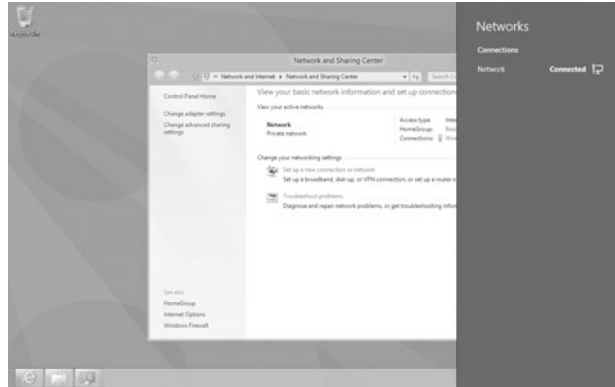 Recycle Bin
Network and Sharing Center
Network and Internet ▸ Network and Sharing Center
Search
Control Panel Home
Change adapter settings
Change advanced sharing
settings
See also
HomeGroup
Internet Options
Windows Firewall
View your basic network information and set up connections
View your active networks
Network
Private network
Access type:
HomeGroup:
Connections:
Change your networking settings
Set up a new connection or network
Set up a broadband, dial-up, or VPN connection; or set up a router
Troubleshoot problems
Diagnose and repair network problems, or get troubleshooting
Networks
Connections
Network Connected